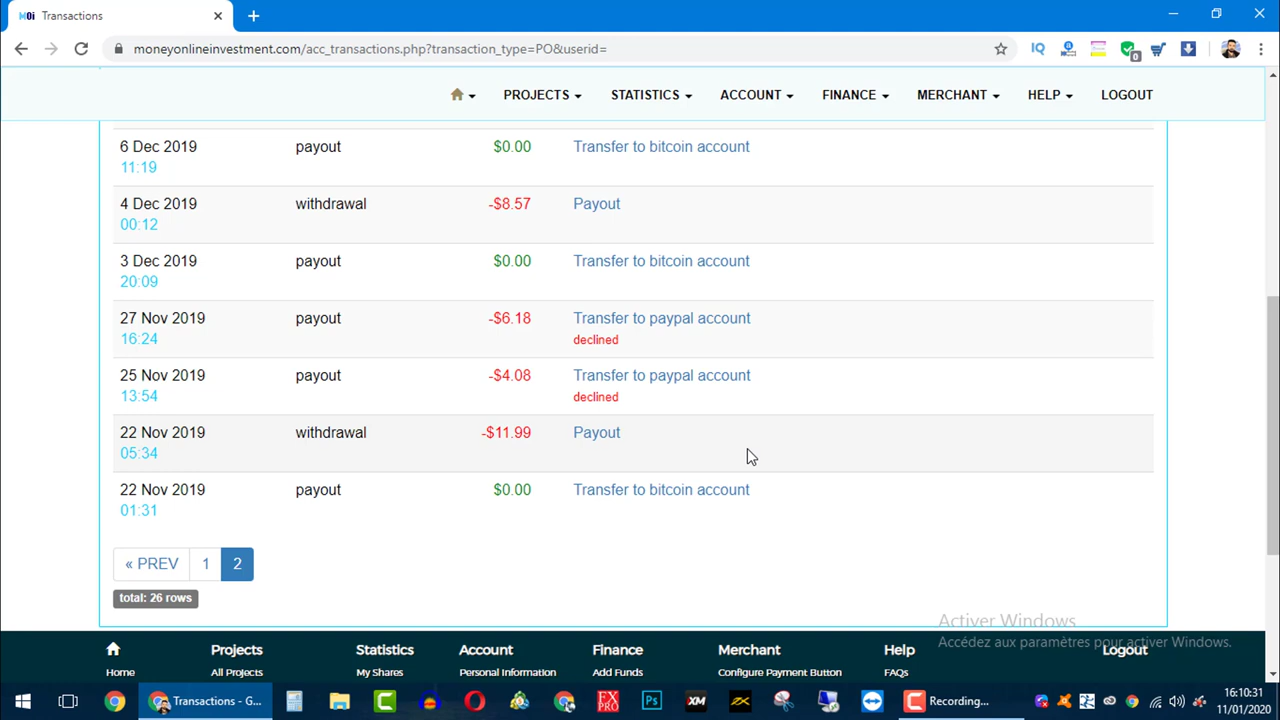 M0i Transactions
moneyonlineinvestment.com/acc_transactions.php?transaction_type=PO&userid=
PROJECTS STATISTICS ACCOUNT FINANCE MERCHANT HELP LOGOUT
6 Dec 2019 payout $0.00 Transfer to bitcoin account
11:19
4 Dec 2019 withdrawal -$8.57 Payout
00:12
3 Dec 2019 payout $0.00 Transfer to bitcoin account
20:09
27 Nov 2019 payout -$6.18 Transfer to paypal account
16:24 declined
25 Nov 2019 payout -$4.08 Transfer to paypal account
13:54 declined
22 Nov 2019 withdrawal -$11.99 Payout
05:34
22 Nov 2019 payout $0.00 Transfer to bitcoin account
01:31
« PREV 1 2
total: 26 rows
Activer Windows
Accédez aux paramètres pour activer Windows.
Projects Statistics Account Finance Merchant Help Logout
Home All Projects My Shares Personal Information Add Funds Configure Payment Button FAQs
Transactions - G... FX PRO Ps XM Recording... 16:10:31
11/01/2020
IQ 0